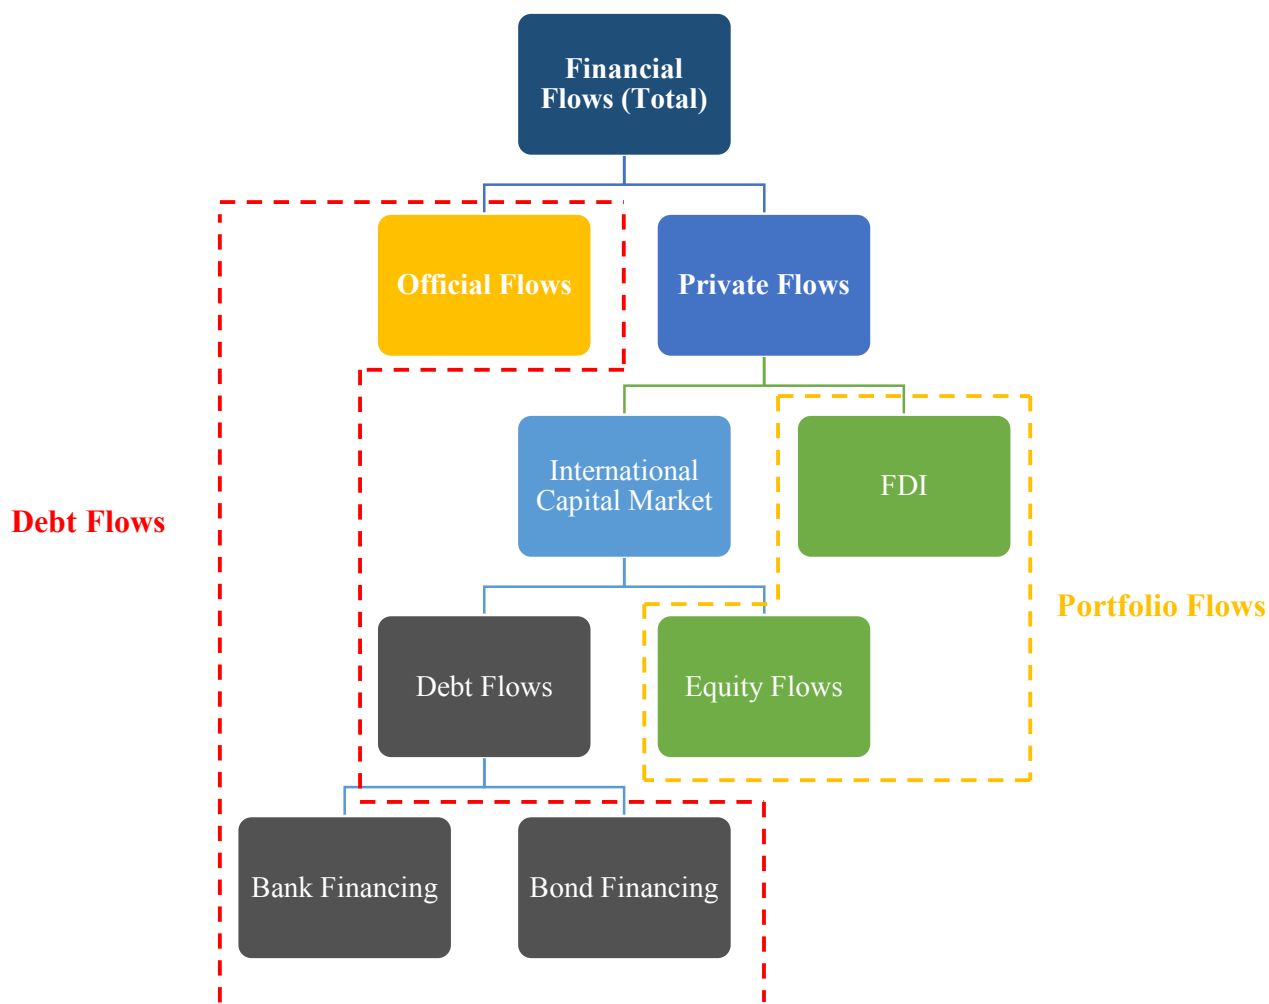 Financial
Flows (Total)
Official Flows
Private Flows
International
Capital Market
FDI
Debt Flows
Portfolio Flows
Debt Flows
Equity Flows
Bank Financing
Bond Financing